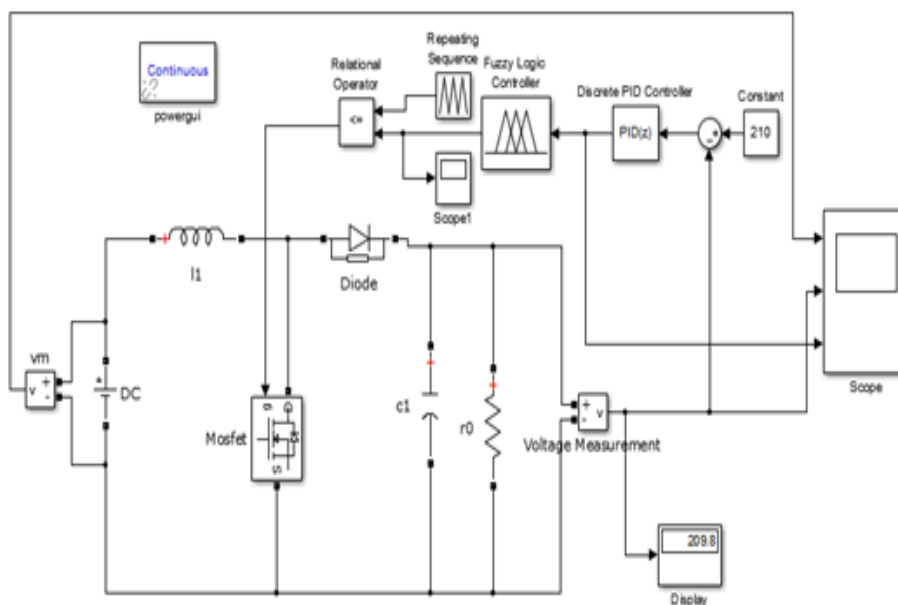 Continuous
powergui
Relational
Operator
<=
Repeating
Sequence
Fuzzy Logic
Controller
Discrete PID Controller
PID(z)
Constant
210
Scope1
l1
Diode
vm
v
+
-
DC
Mosfet
g
D
S
c1
r0
+
-
v
Voltage Measurement
Scope
209.8
Display